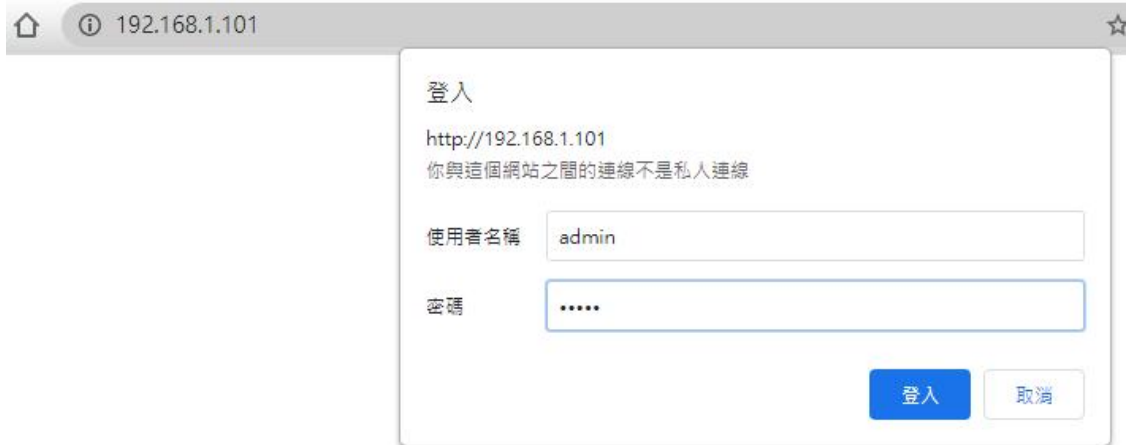 192.168.1.101
登入
http://192.168.1.101
你與這個網站之間的連線不是私人連線
使用者名稱 admin
密碼 •••••
登入 取消